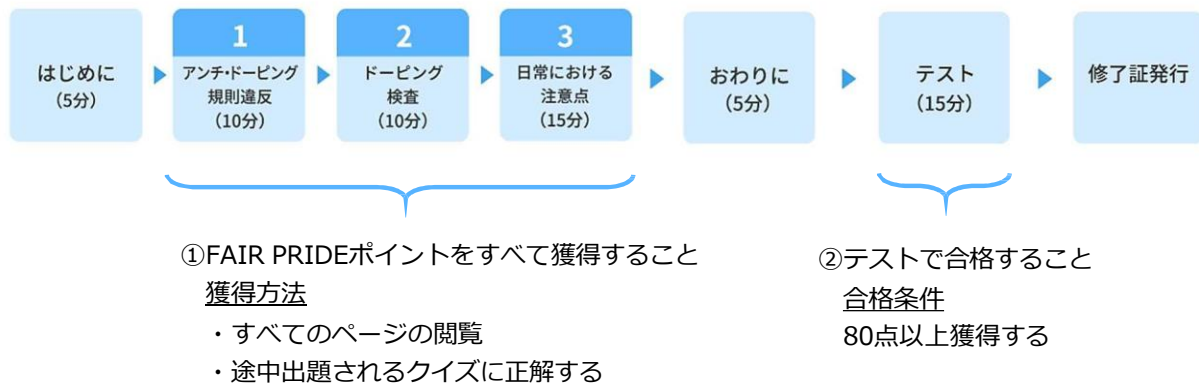 はじめに
(5分)
1
アンチ・ドーピング
規則違反
(10分)
2
ドーピング
検査
(10分)
3
日常における
注意点
(15分)
おわりに
(5分)
テスト
(15分)
修了証発行
①FAIR PRIDEポイントをすべて獲得すること
獲得方法
・すべてのページの閲覧
・途中出題されるクイズに正解する
②テストで合格すること
合格条件
80点以上獲得する